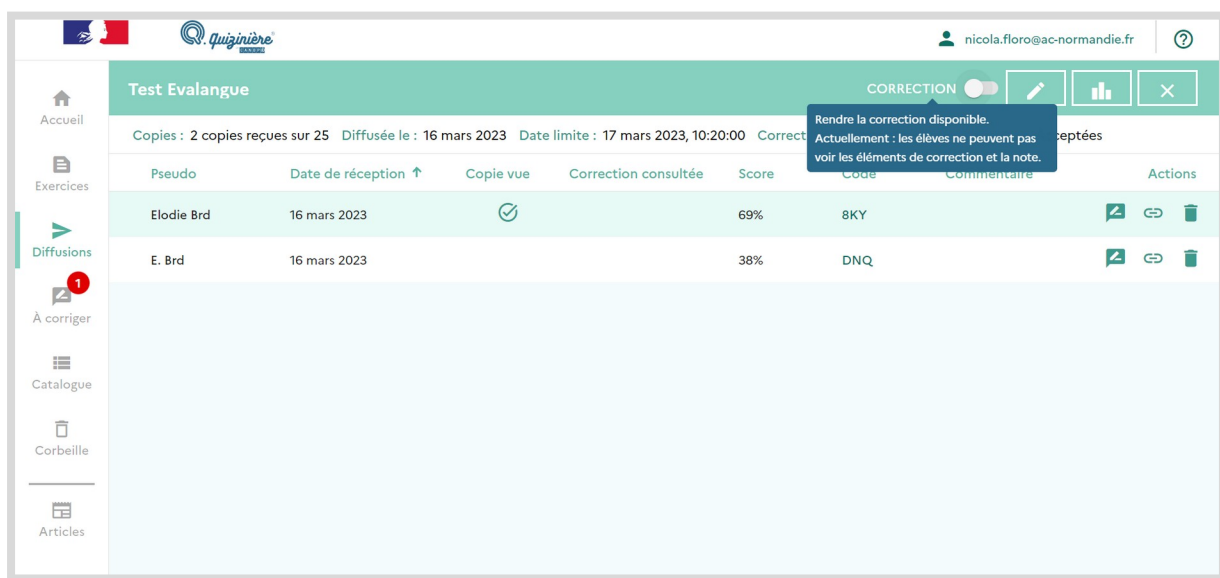 Quizinière
CANOPÉ
nicola.floro@ac-normandie.fr
Test Evalangue
CORRECTION
Rendre la correction disponible.
Actuellement : les élèves ne peuvent pas
voir les éléments de correction et la note.
Copies : 2 copies reçues sur 25 Diffusée le : 16 mars 2023 Date limite : 17 mars 2023, 10:20:00 Correct ceptées
Pseudo Date de réception ↑ Copie vue Correction consultée Score Code Commentaire Actions
Elodie Brd 16 mars 2023 69% 8KY
E. Brd 16 mars 2023 38% DNQ
Accueil
Exercices
Diffusions
1
À corriger
Catalogue
Corbeille
Articles